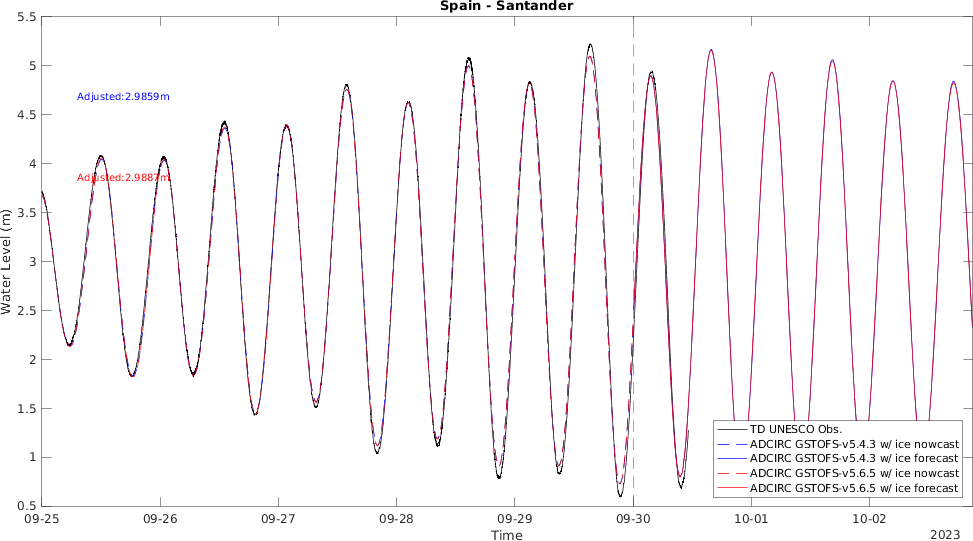 Spain - Santander
5.5
5
4.5
4
3.5
3
2.5
2
1.5
1
0.5
Water Level (m)
Adjusted:2.9859m
Adjusted:2.9887m
TD UNESCO Obs.
ADCIRC GSTOFS-v5.4.3 w/ ice nowcast
ADCIRC GSTOFS-v5.4.3 w/ ice forecast
ADCIRC GSTOFS-v5.6.5 w/ ice nowcast
ADCIRC GSTOFS-v5.6.5 w/ ice forecast
09-25 09-26 09-27 09-28 09-29 09-30 10-01 10-02
Time
2023